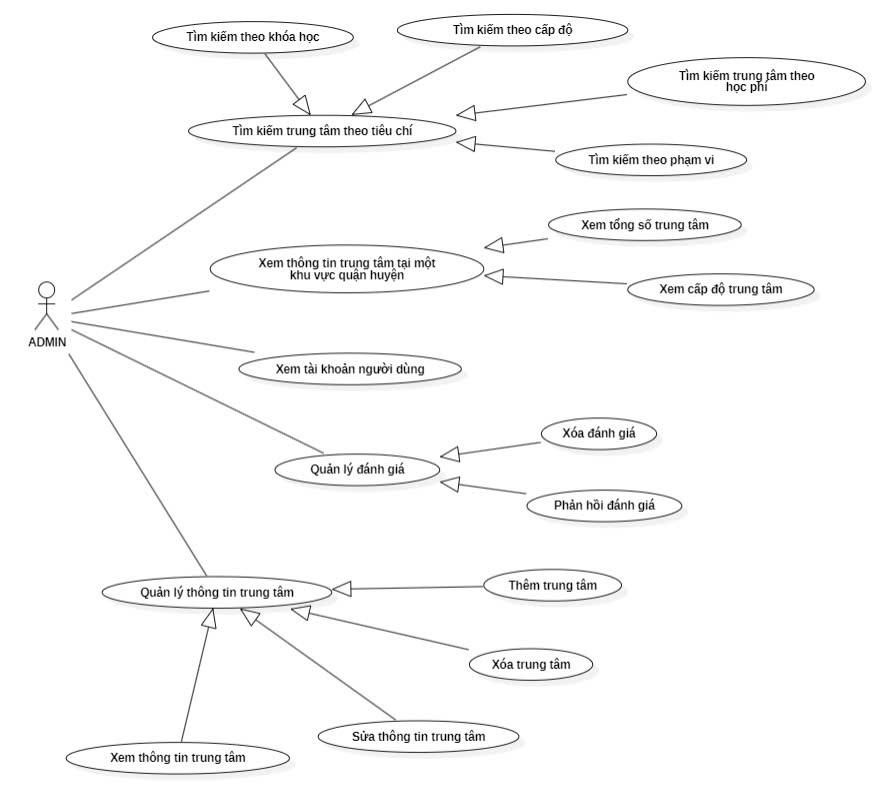 Tìm kiếm theo khóa học
Tìm kiếm theo cấp độ
Tìm kiếm trung tâm theo
học phí
Tìm kiếm trung tâm theo tiêu chí
Tìm kiếm theo phạm vi
Xem tổng số trung tâm
Xem thông tin trung tâm tại một
khu vực quận huyện
Xem cấp độ trung tâm
ADMIN
Xem tài khoản người dùng
Xóa đánh giá
Quản lý đánh giá
Phản hồi đánh giá
Thêm trung tâm
Quản lý thông tin trung tâm
Xóa trung tâm
Sửa thông tin trung tâm
Xem thông tin trung tâm